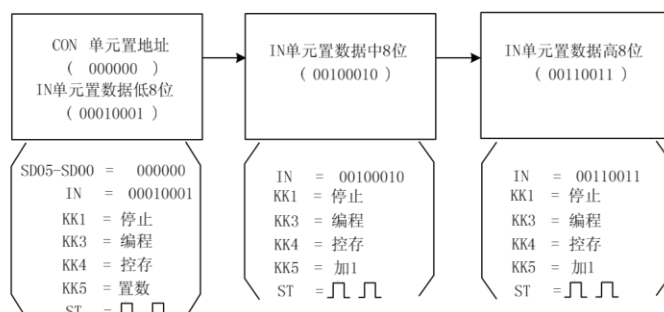 CON 单元置地址
( 000000 )
IN单元置数据低8位
( 00010001 )
IN单元置数据中8位
( 00100010 )
IN单元置数据高8位
( 00110011 )
SD05-SD00 = 000000
IN = 00010001
KK1 = 停止
KK3 = 编程
KK4 = 控存
KK5 = 置数
ST =
IN = 00100010
KK1 = 停止
KK3 = 编程
KK4 = 控存
KK5 = 加1
ST =
IN = 00110011
KK1 = 停止
KK3 = 编程
KK4 = 控存
KK5 = 加1
ST =